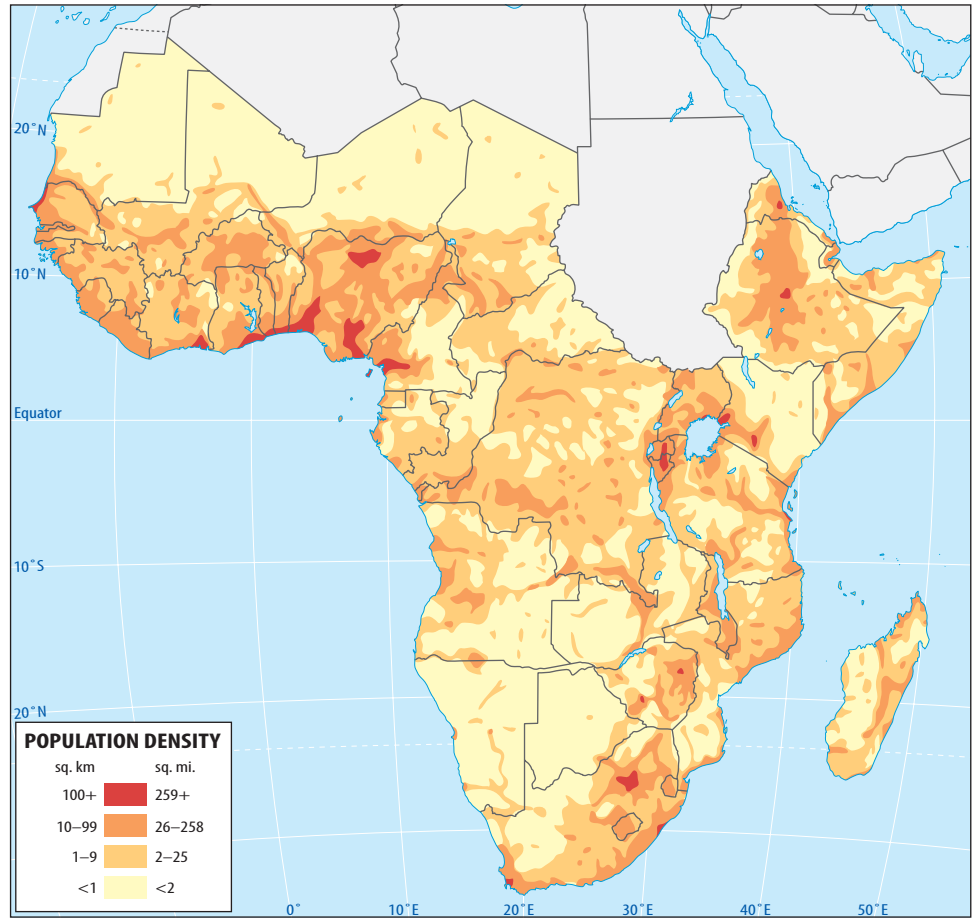 20°N
10°N
Equator
10°S
20°N
POPULATION DENSITY
sq. km sq. mi.
100+ 259+
10–99 26–258
1–9 2–25
<1 <2
0° 10°E 20°E 30°E 40°E 50°E